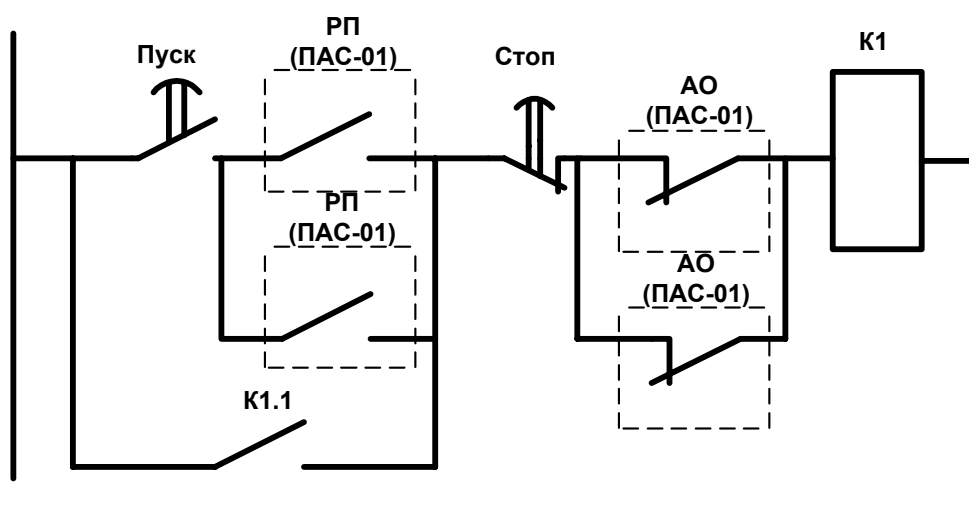 Пуск
РП
(ПАС-01)
Стоп
АО
(ПАС-01)
К1
РП
(ПАС-01)
АО
(ПАС-01)
К1.1